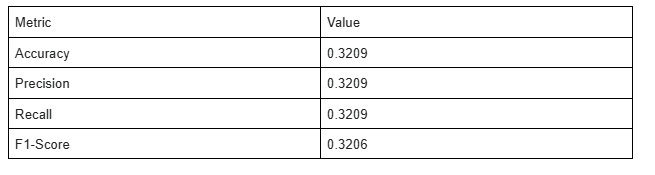 Metric Value
Accuracy 0.3209
Precision 0.3209
Recall 0.3209
F1-Score 0.3206